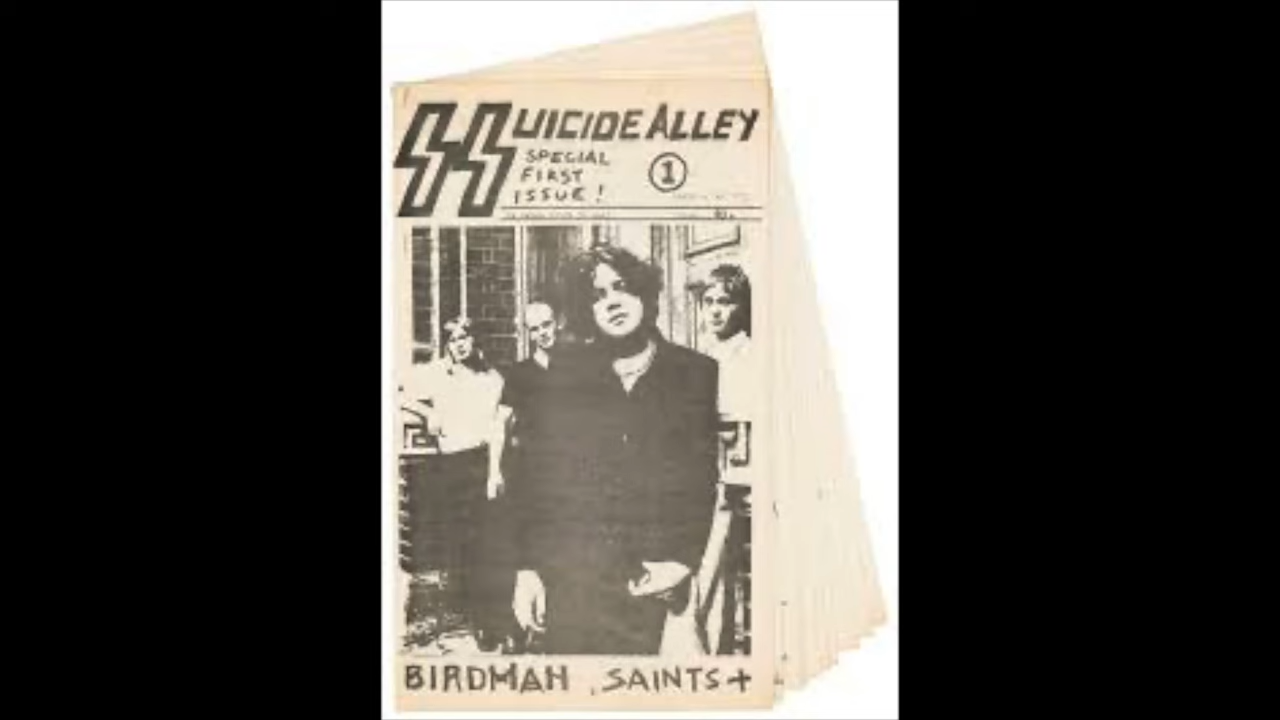 SUICIDE ALLEY
SPECIAL
FIRST
ISSUE!
1
BIRDMAN , SAINTS +